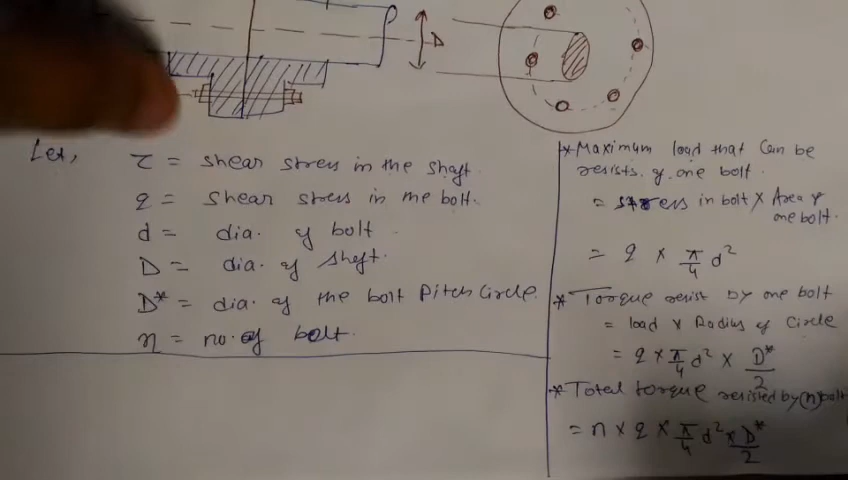 D
Let,
τ = shear stress in the shaft.
q = shear stress in the bolt.
d = dia. of bolt
D = dia. of shaft.
D* = dia. of the bolt Pitch Circle.
n = no. of bolt.
* Maximum load that can be
resists. of one bolt.
= stress in bolt × Area of
one bolt.
= q × π/4 d²
* Torque resist by one bolt
= load × Radius of Circle
= q × π/4 d² × D*/2
* Total torque resisted by (n) bolt
= n × q × π/4 d² × D*/2